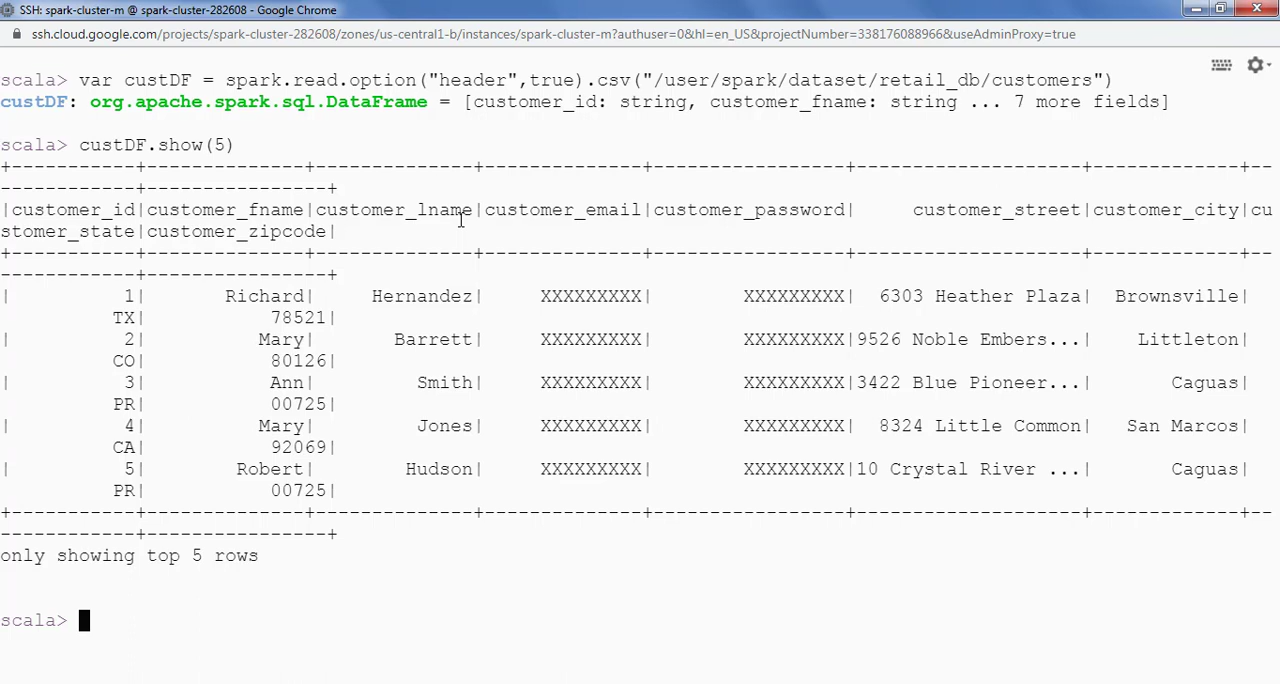 SSH: spark-cluster-m @ spark-cluster-282608 - Google Chrome
ssh.cloud.google.com/projects/spark-cluster-282608/zones/us-central1-b/instances/spark-cluster-m?authuser=0&hl=en_US&projectNumber=338176088966&useAdminProxy=true
scala> var custDF = spark.read.option("header",true).csv("/user/spark/dataset/retail_db/customers")
custDF: org.apache.spark.sql.DataFrame = [customer_id: string, customer_fname: string ... 7 more fields]
scala> custDF.show(5)
+-----------+--------------+--------------+--------------+-----------------+--------------------+-------------+--
------------+----------------+
|customer_id|customer_fname|customer_lname|customer_email|customer_password|     customer_street|customer_city|cu
stomer_state|customer_zipcode|
+-----------+--------------+--------------+--------------+-----------------+--------------------+-------------+--
------------+----------------+
|          1|       Richard|     Hernandez|     XXXXXXXXX|        XXXXXXXXX|  6303 Heather Plaza|  Brownsville|
          TX|           78521|
|          2|          Mary|       Barrett|     XXXXXXXXX|        XXXXXXXXX|9526 Noble Embers...|    Littleton|
          CO|           80126|
|          3|           Ann|         Smith|     XXXXXXXXX|        XXXXXXXXX|3422 Blue Pioneer...|       Caguas|
          PR|           00725|
|          4|          Mary|         Jones|     XXXXXXXXX|        XXXXXXXXX|  8324 Little Common|   San Marcos|
          CA|           92069|
|          5|        Robert|        Hudson|     XXXXXXXXX|        XXXXXXXXX|10 Crystal River ...|       Caguas|
          PR|           00725|
+-----------+--------------+--------------+--------------+-----------------+--------------------+-------------+--
------------+----------------+
only showing top 5 rows
scala>